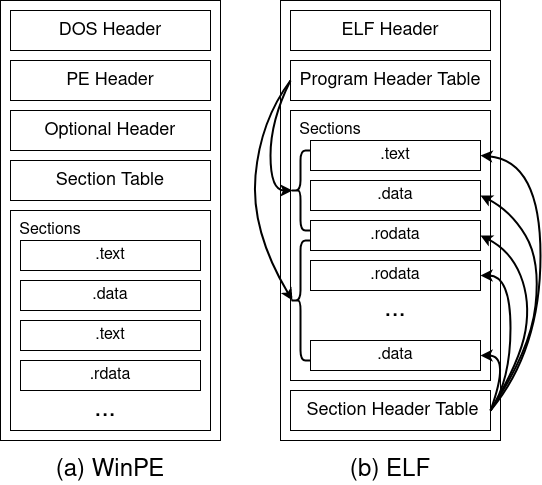 DOS Header
PE Header
Optional Header
Section Table
Sections
.text
.data
.text
.rdata
...
(a) WinPE
ELF Header
Program Header Table
Sections
.text
.data
.rodata
.rodata
...
.data
Section Header Table
(b) ELF